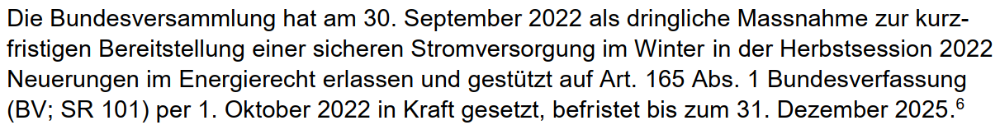 Die Bundesversammlung hat am 30. September 2022 als dringliche Massnahme zur kurz-
fristigen Bereitstellung einer sicheren Stromversorgung im Winter in der Herbstsession 2022
Neuerungen im Energierecht erlassen und gestützt auf Art. 165 Abs. 1 Bundesverfassung
(BV; SR 101) per 1. Oktober 2022 in Kraft gesetzt, befristet bis zum 31. Dezember 2025.⁶